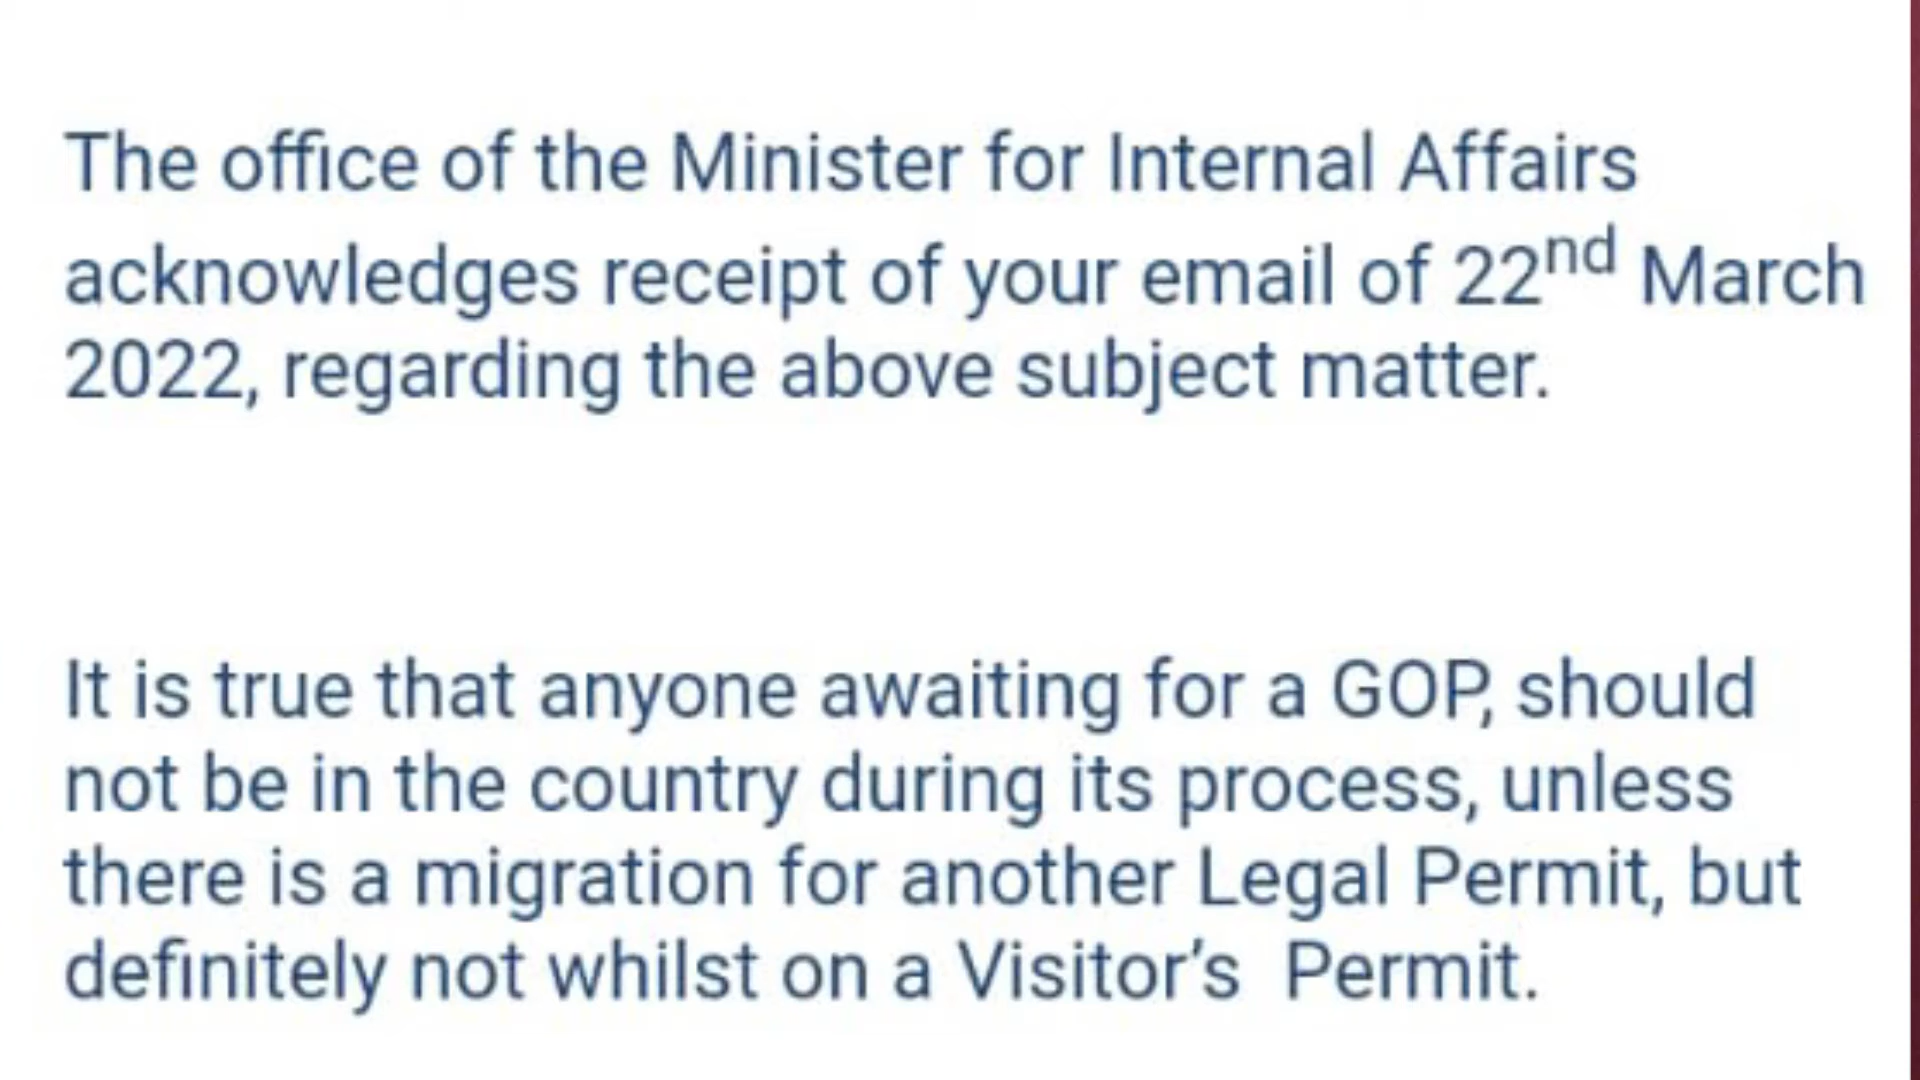 The office of the Minister for Internal Affairs
acknowledges receipt of your email of 22nd March
2022, regarding the above subject matter.
It is true that anyone awaiting for a GOP, should
not be in the country during its process, unless
there is a migration for another Legal Permit, but
definitely not whilst on a Visitor’s  Permit.